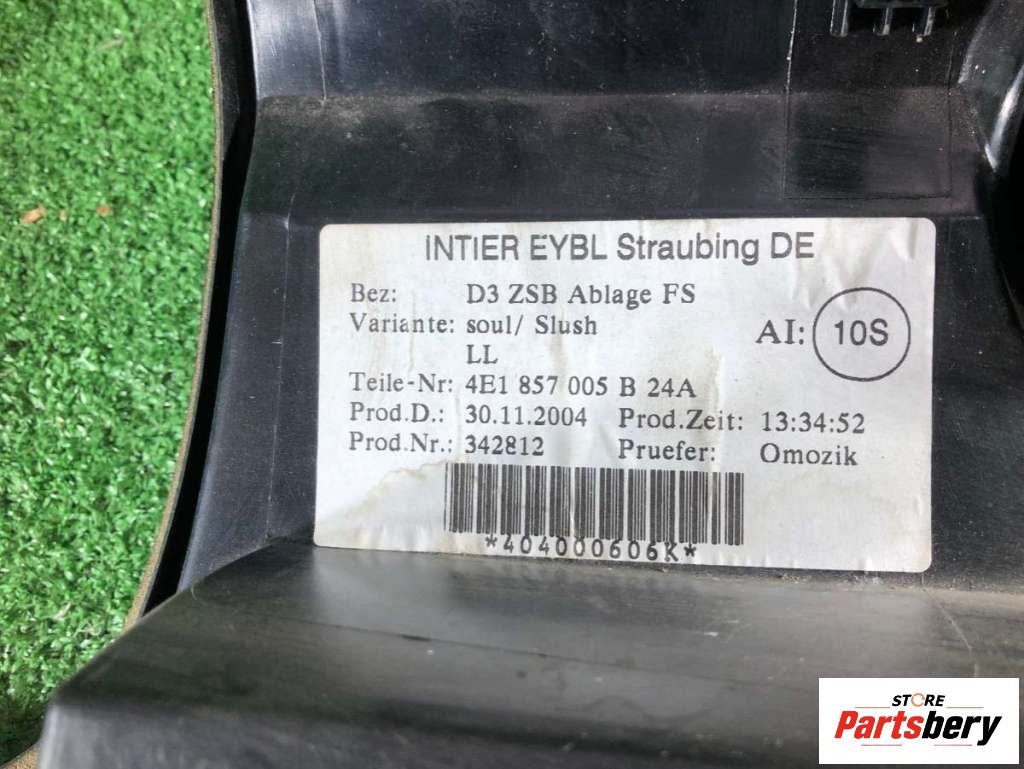 INTIER EYBL Straubing DE
Bez: D3 ZSB Ablage FS
Variante: soul/ Slush
LL
AI: 10S
Teile-Nr: 4E1 857 005 B 24A
Prod.D.: 30.11.2004 Prod.Zeit: 13:34:52
Prod.Nr.: 342812 Pruefer: Omozik
*404000606K*
STORE
Partsbery